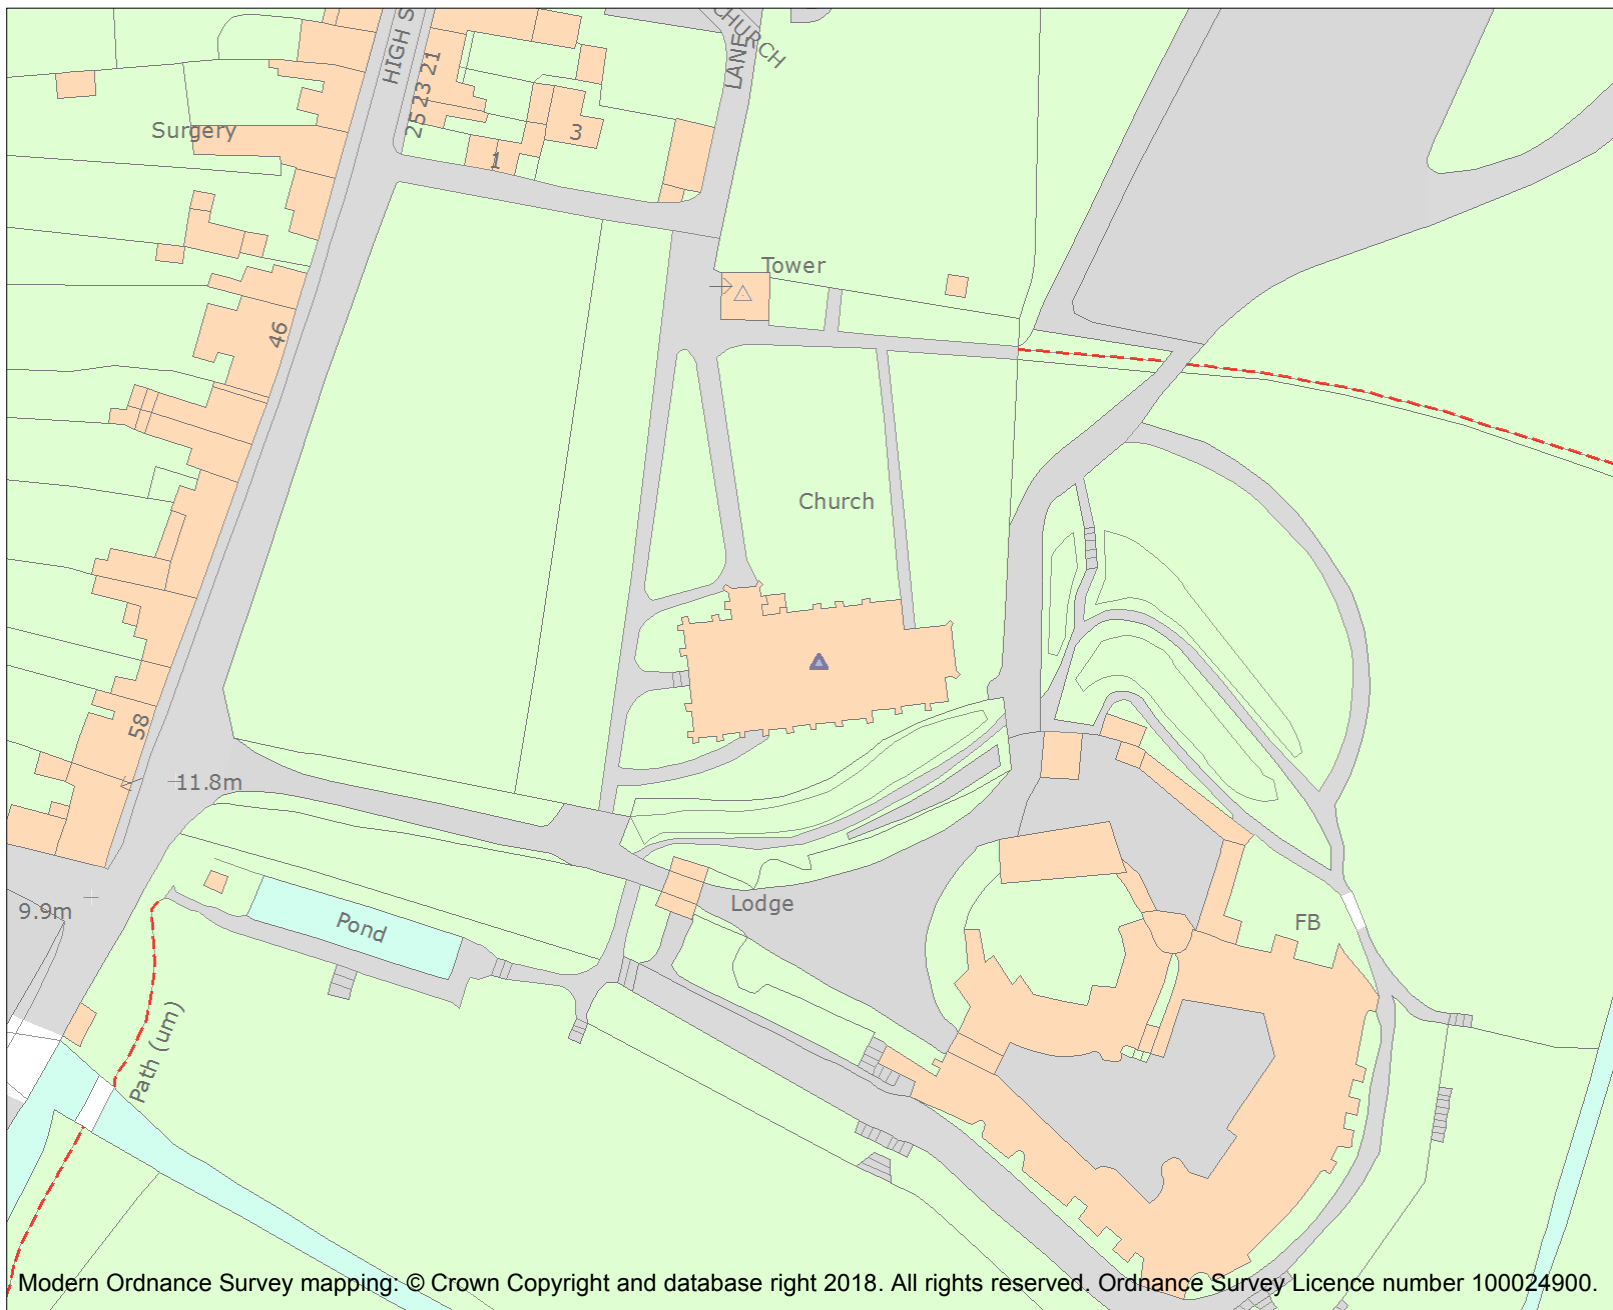 HIGH S
CHURCH
LANE
25 23 21
Surgery
3
1
Tower
46
Church
58
11.8m
9.9m
Pond
Lodge
FB
Path (um)
Modern Ordnance Survey mapping: © Crown Copyright and database right 2018. All rights reserved. Ordnance Survey Licence number 100024900.